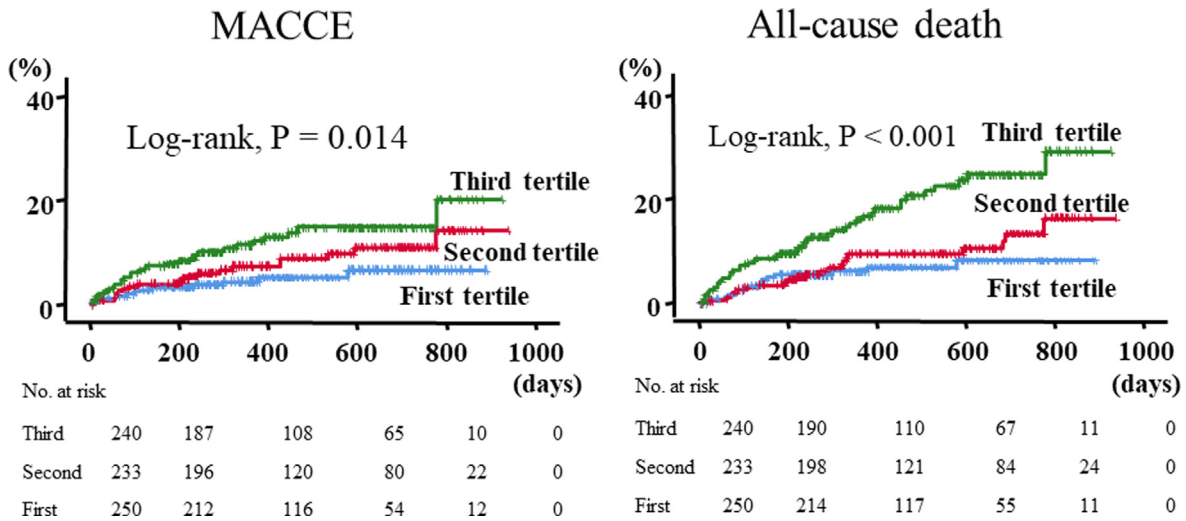 MACCE
(%)
40
20
0
Log-rank, P = 0.014
Third tertile
Second tertile
First tertile
0 200 400 600 800 1000
(days)
No. at risk
Third 240 187 108 65 10 0
Second 233 196 120 80 22 0
First 250 212 116 54 12 0
All-cause death
(%)
40
20
0
Log-rank, P < 0.001
Third tertile
Second tertile
First tertile
0 200 400 600 800 1000
(days)
Third 240 190 110 67 11 0
Second 233 198 121 84 24 0
First 250 214 117 55 11 0